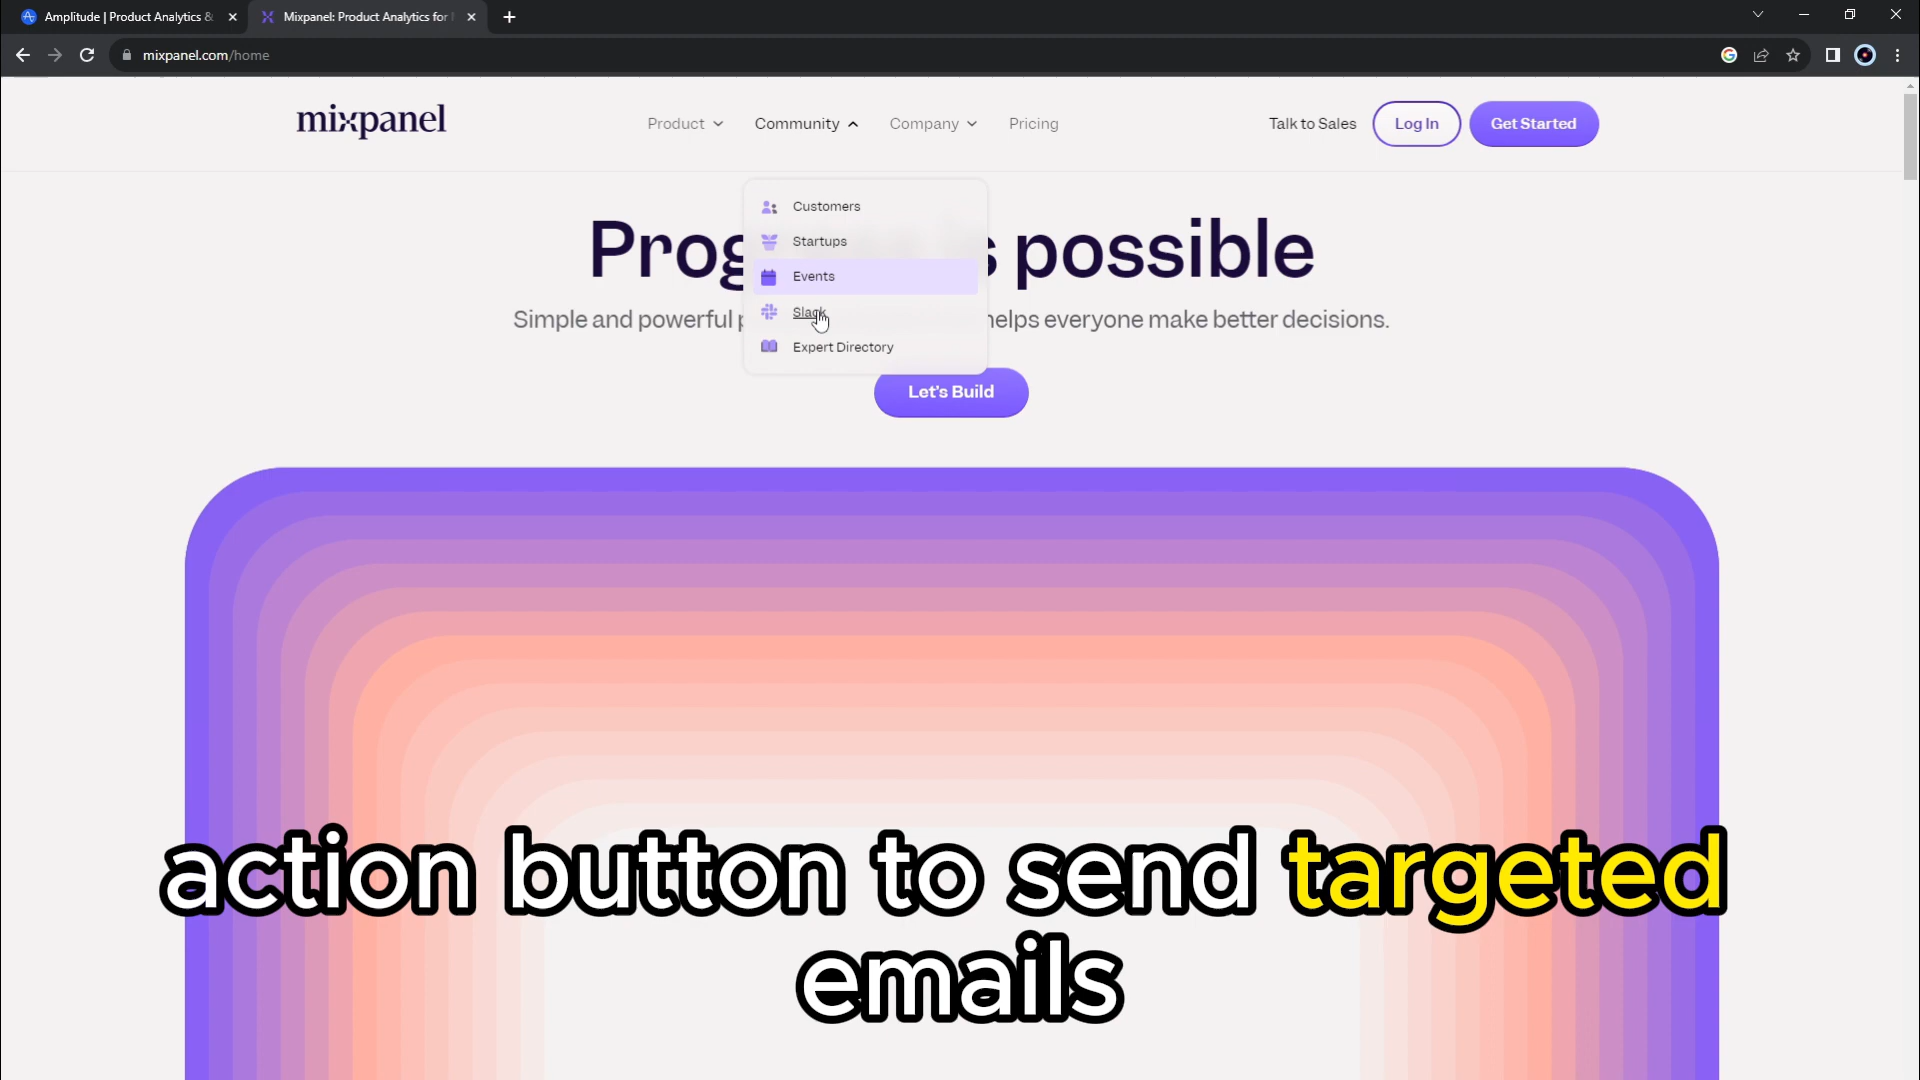 Amplitude | Product Analytics &
Mixpanel: Product Analytics for
mixpanel.com/home
mixpanel
Product
Community
Company
Pricing
Talk to Sales
Log In
Get Started
Customers
Startups
Events
Slack
Expert Directory
Prog s possible
Simple and powerful p helps everyone make better decisions.
Let's Build
action button to send targeted
emails